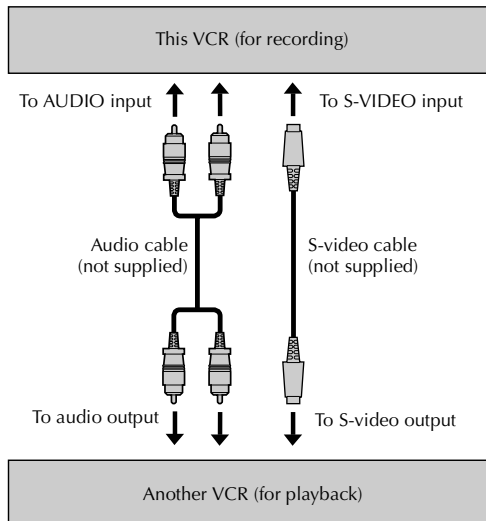 This VCR (for recording)
To AUDIO input
To S-VIDEO input
Audio cable
(not supplied)
S-video cable
(not supplied)
To audio output
To S-video output
Another VCR (for playback)